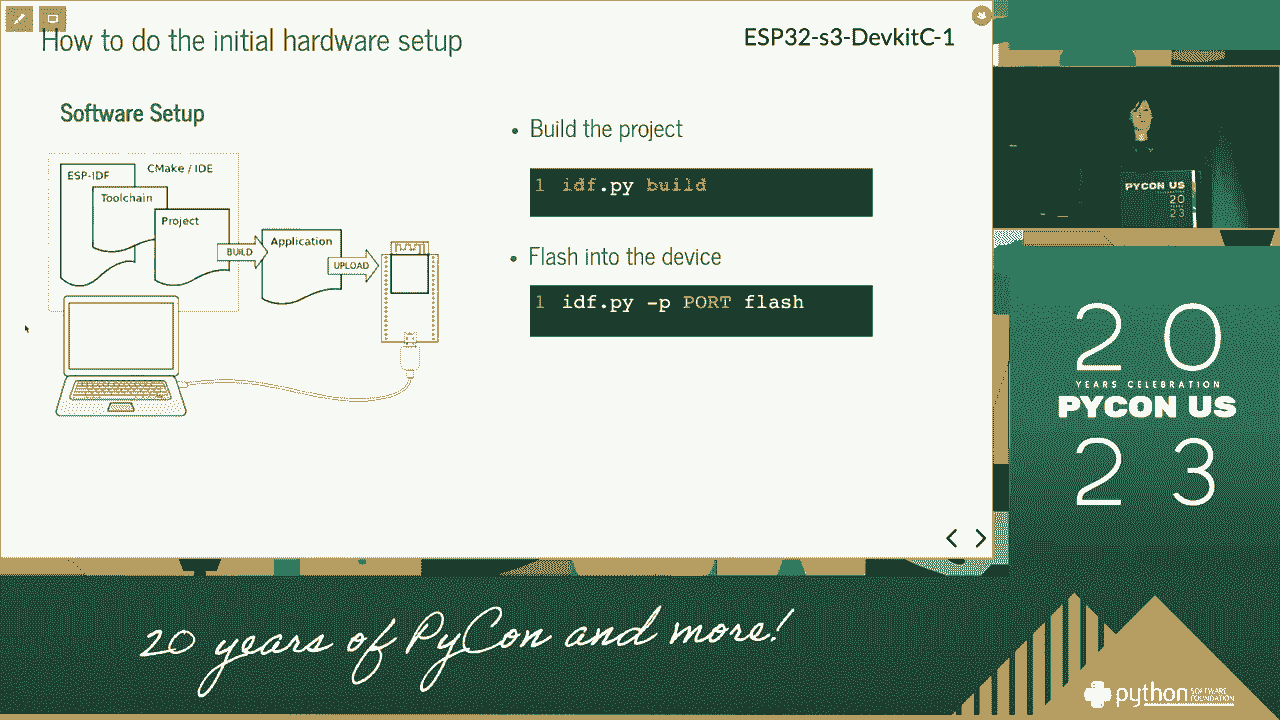 How to do the initial hardware setup
ESP32-s3-DevkitC-1
Software Setup
ESP-IDF
CMake / IDE
Toolchain
Project
BUILD
Application
UPLOAD
• Build the project
1 idf.py build
• Flash into the device
1 idf.py -p PORT flash
PYCON US
20
23
20
YEARS CELEBRATION
PYCON US
23
20 years of PyCon and more!
python SOFTWARE
FOUNDATION